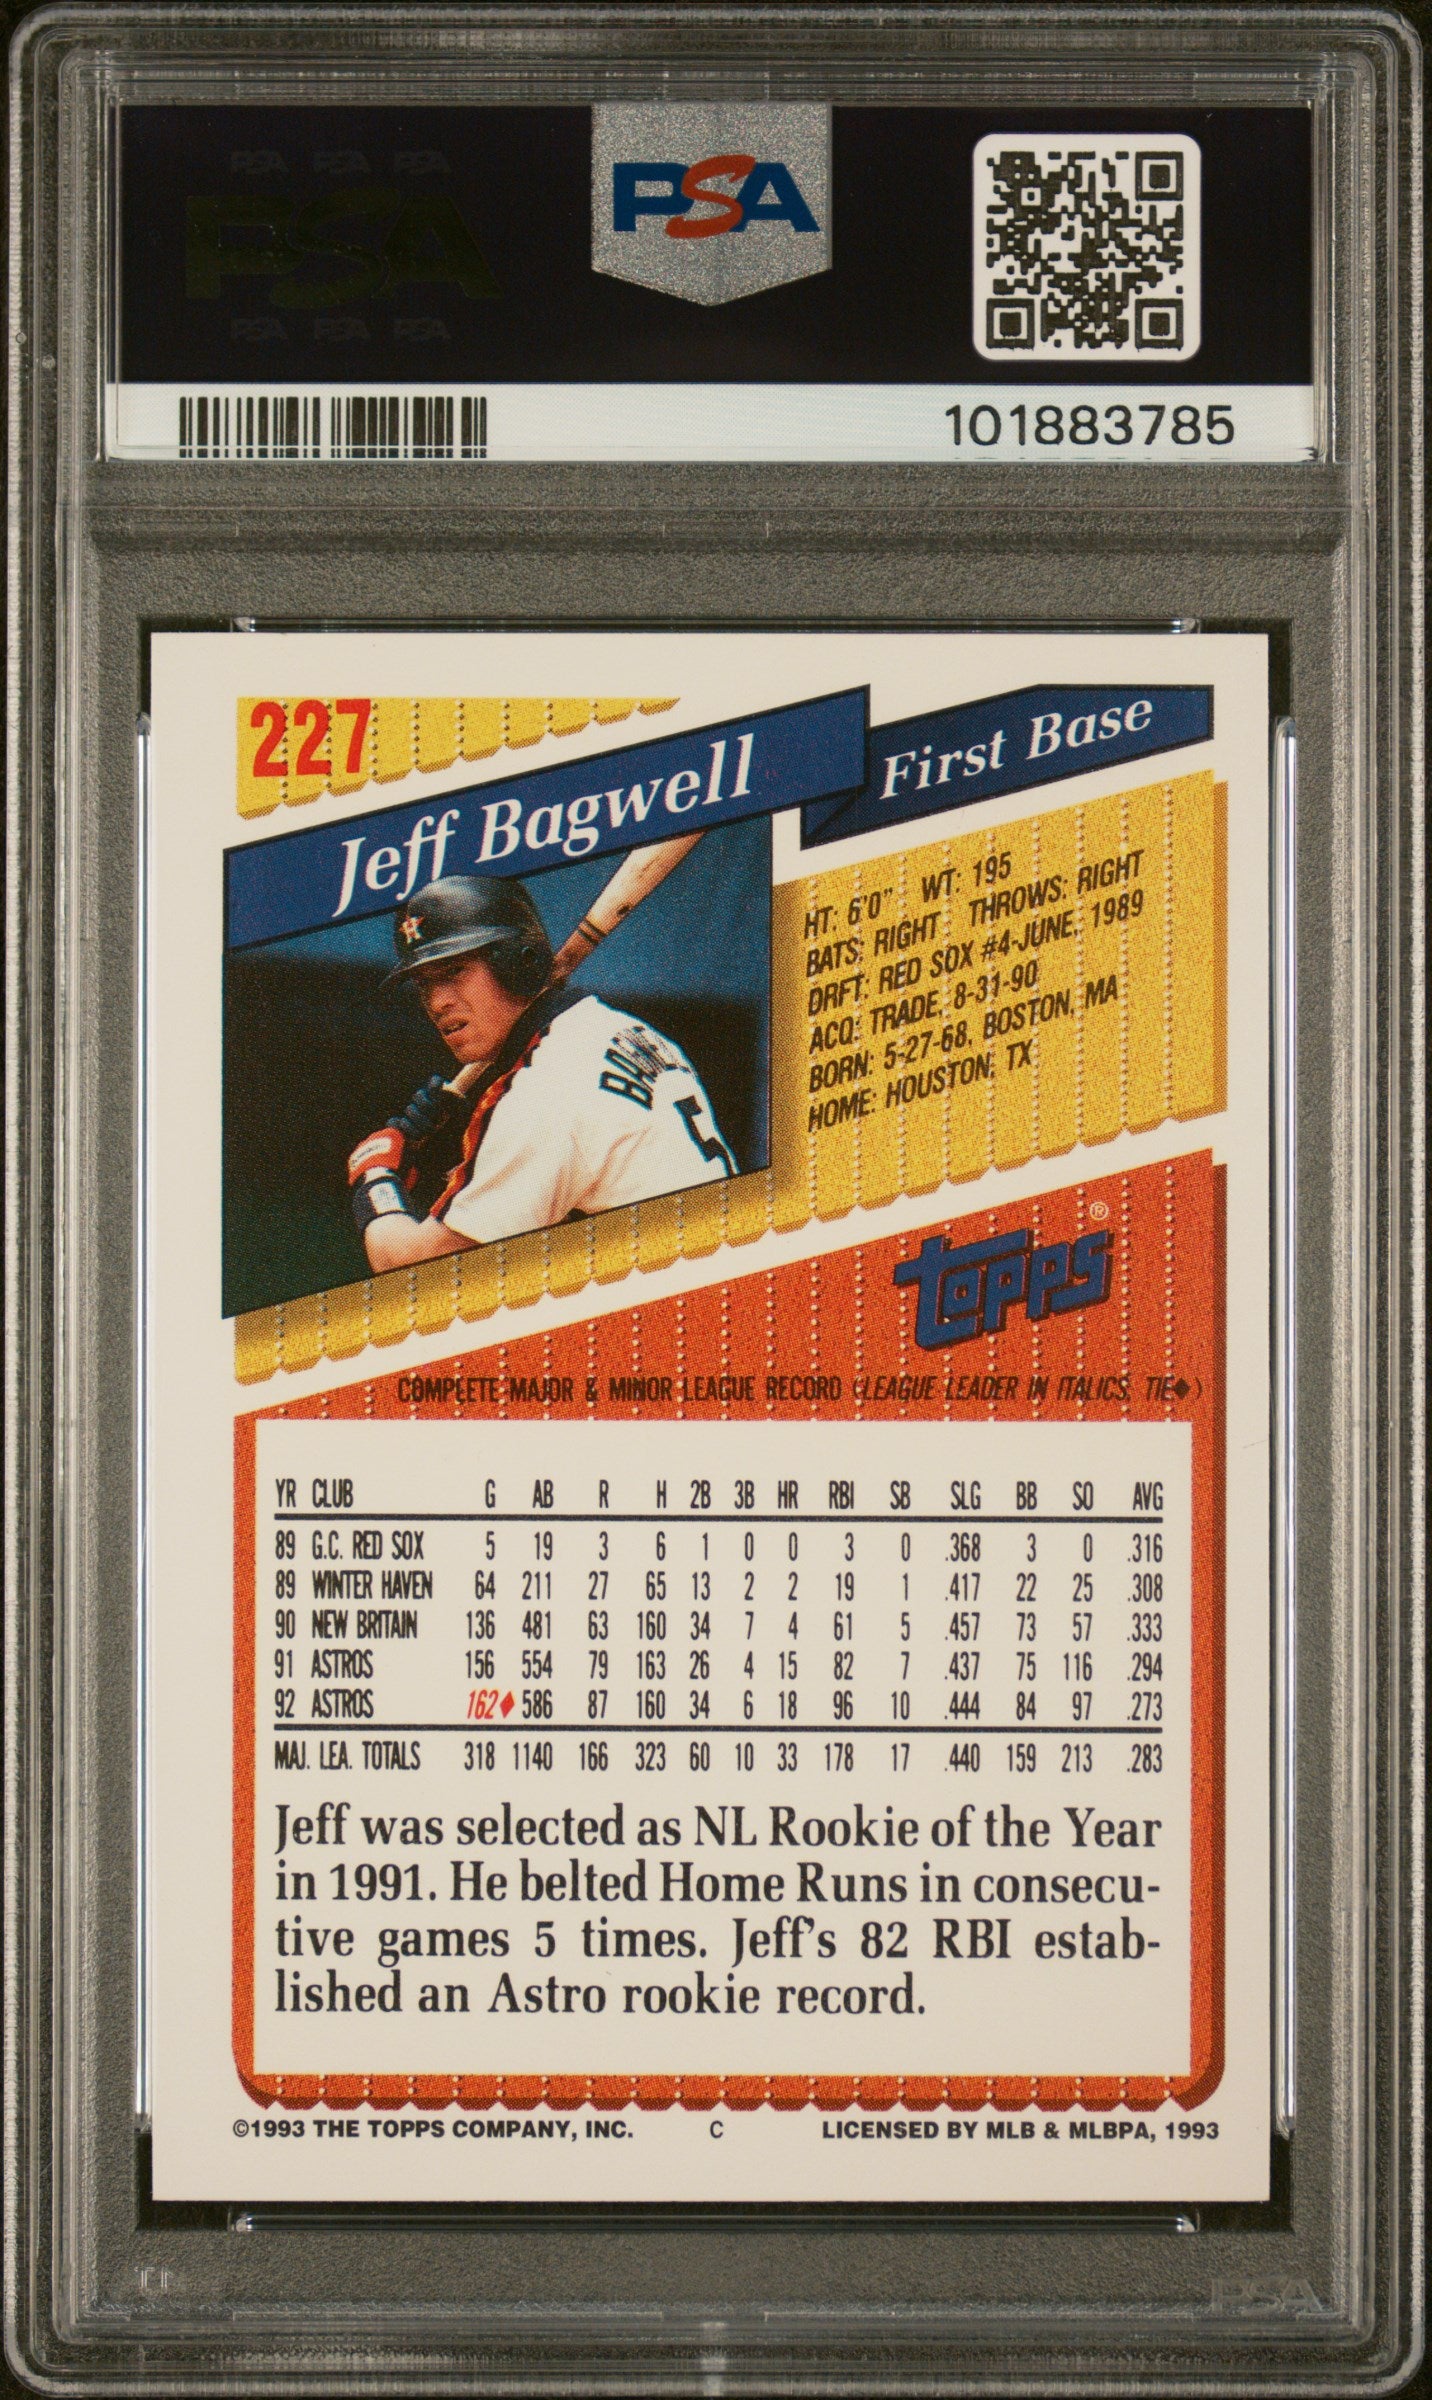 PSA PSA PSA
PSA
PSA PSA PSA
PSA
101883785
227
Jeff Bagwell
First Base
HT: 6'0" WT: 195
BATS: RIGHT THROWS: RIGHT
DRFT: RED SOX #4-JUNE, 1989
ACQ: TRADE, 8-31-90
BORN: 5-27-68, BOSTON, MA
HOME: HOUSTON, TX
H
5
TOPPS®
COMPLETE MAJOR & MINOR LEAGUE RECORD (LEAGUE LEADER IN ITALICS, TIE♦)
YR CLUB G AB R H 2B 3B HR RBI SB SLG BB SO AVG
89 G.C. RED SOX 5 19 3 6 1 0 0 3 0 .368 3 0 .316
89 WINTER HAVEN 64 211 27 65 13 2 2 19 1 .417 22 25 .308
90 NEW BRITAIN 136 481 63 160 34 7 4 61 5 .457 73 57 .333
91 ASTROS 156 554 79 163 26 4 15 82 7 .437 75 116 .294
92 ASTROS 162♦ 586 87 160 34 6 18 96 10 .444 84 97 .273
MAJ. LEA. TOTALS 318 1140 166 323 60 10 33 178 17 .440 159 213 .283
Jeff was selected as NL Rookie of the Year
in 1991. He belted Home Runs in consecu-
tive games 5 times. Jeff's 82 RBI estab-
lished an Astro rookie record.
©1993 THE TOPPS COMPANY, INC. C LICENSED BY MLB & MLBPA, 1993
PSA